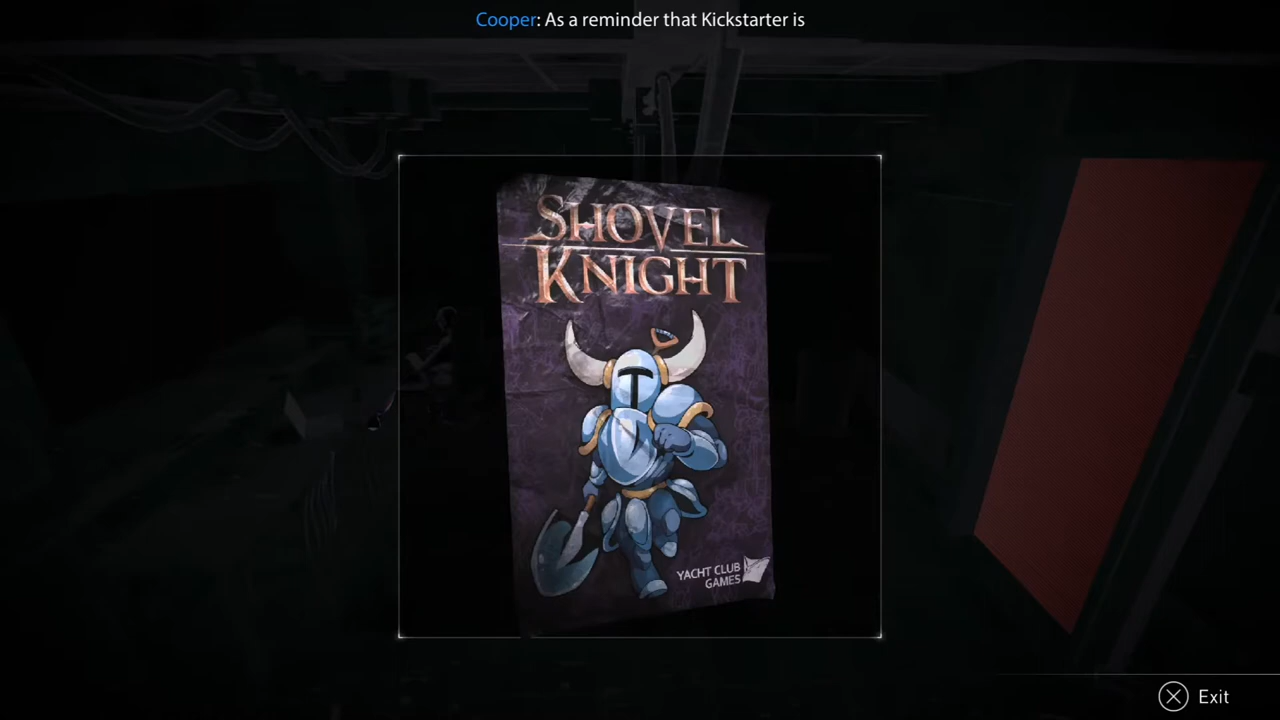 Cooper: As a reminder that Kickstarter is
SHOVEL
KNIGHT
YACHT CLUB
GAMES
Exit